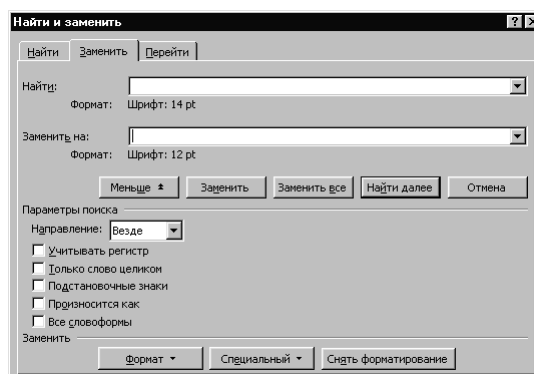 Найти и заменить
Найти Заменить Перейти
Найти:
Формат: Шрифт: 14 pt
Заменить на:
Формат: Шрифт: 12 pt
Меньше Заменить Заменить все Найти далее Отмена
Параметры поиска
Направление: Везде
Учитывать регистр
Только слово целиком
Подстановочные знаки
Произносится как
Все словоформы
Заменить
Формат Специальный Снять форматирование